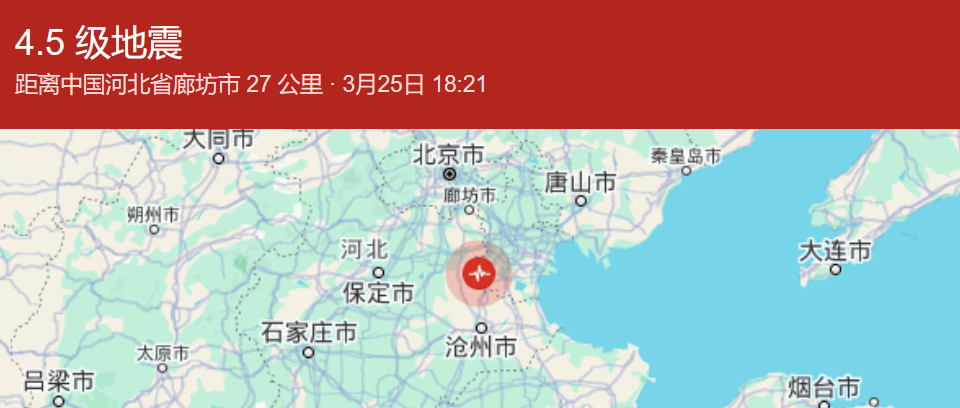 4.5 级地震
距离中国河北省廊坊市 27 公里 · 3月25日 18:21
大同市
北京市
秦皇岛市
唐山市
廊坊市
朔州市
河北
大连市
保定市
石家庄市
沧州市
太原市
吕梁市
烟台市